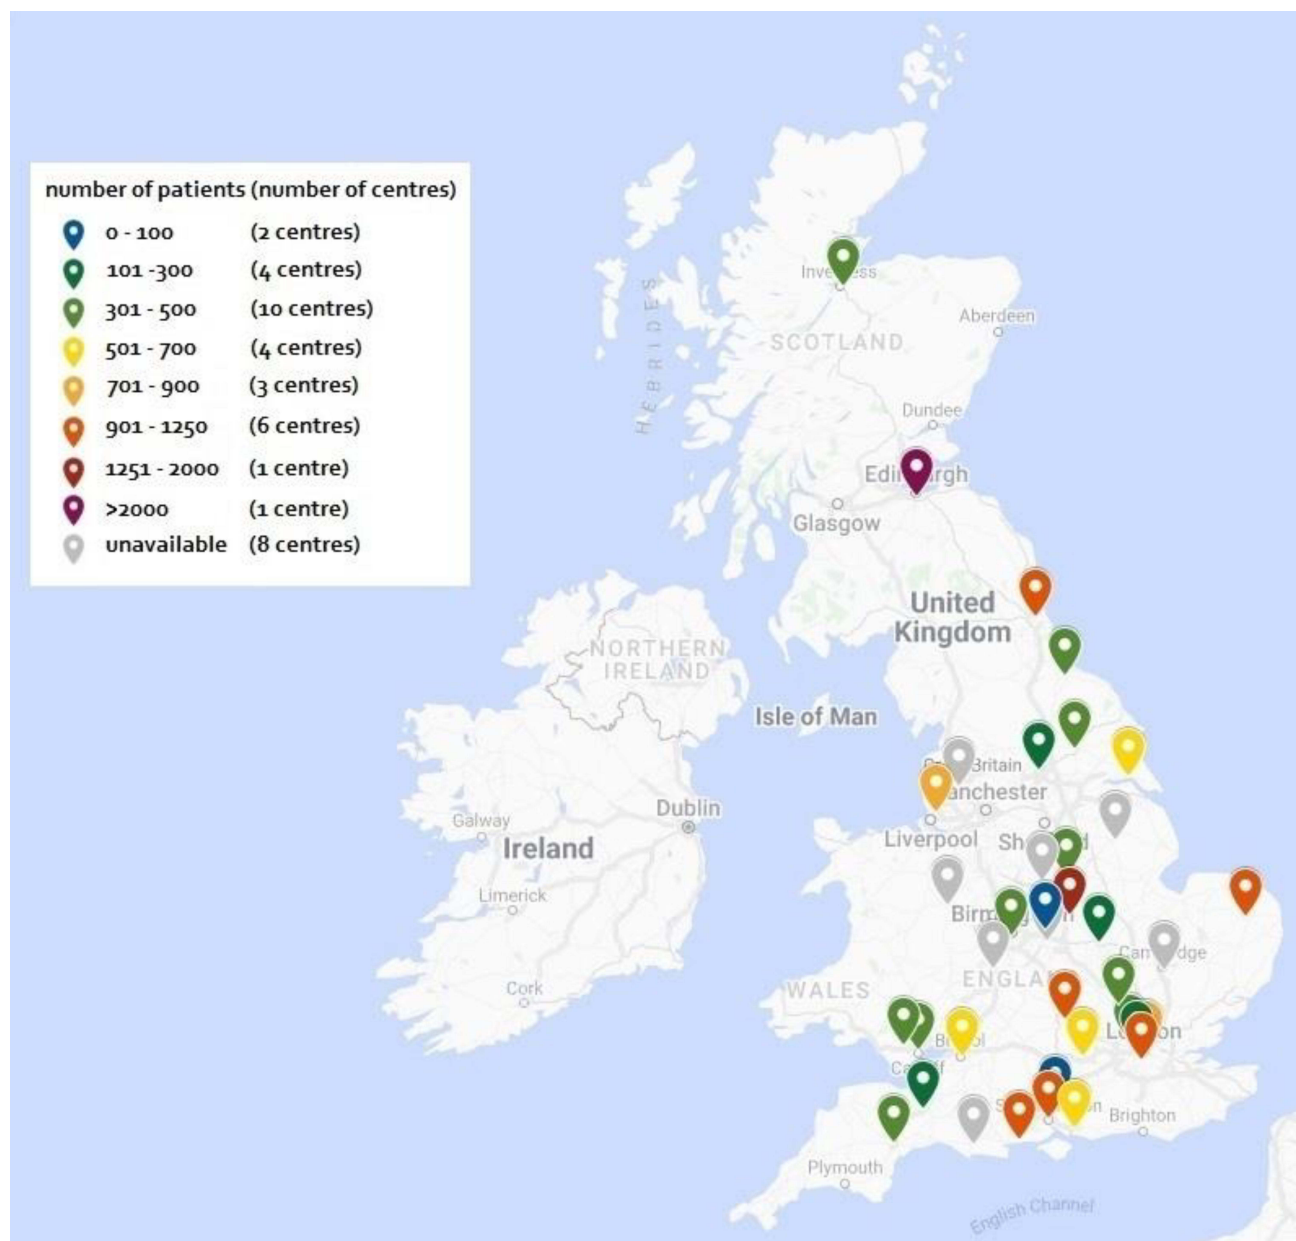 number of patients (number of centres)
0 - 100 (2 centres)
101 -300 (4 centres)
301 - 500 (10 centres)
501 - 700 (4 centres)
701 - 900 (3 centres)
901 - 1250 (6 centres)
1251 - 2000 (1 centre)
>2000 (1 centre)
unavailable (8 centres)
SCOTLAND
Aberdeen
HEBRIDES
Dundee
Glasgow
United
Kingdom
NORTHERN
IRELAND
Isle of Man
Britain
Dublin
Galway
Liverpool
Ireland
Limerick
Cork
WALES
Brighton
Plymouth
English Channel